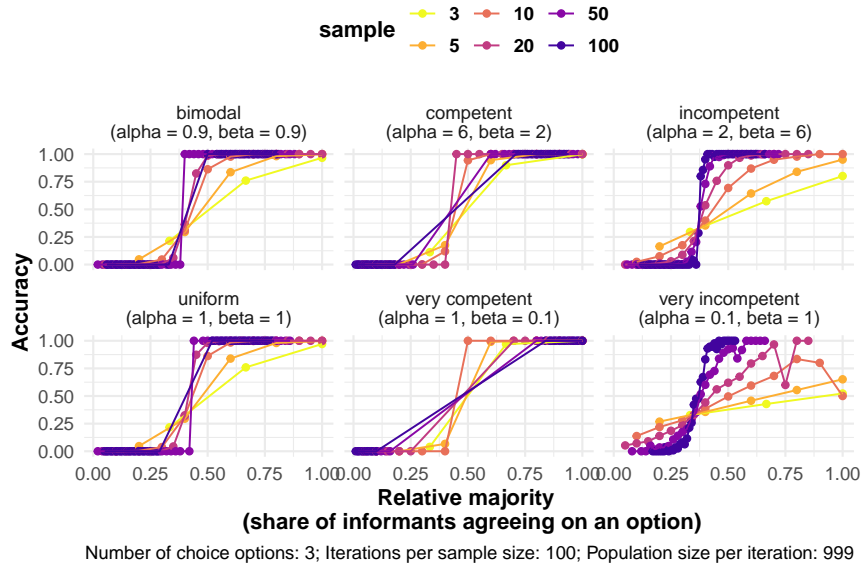 sample
3 10 50
5 20 100
bimodal
(alpha = 0.9, beta = 0.9)
competent
(alpha = 6, beta = 2)
incompetent
(alpha = 2, beta = 6)
1.00
0.75
0.50
0.25
0.00
uniform
(alpha = 1, beta = 1)
very competent
(alpha = 1, beta = 0.1)
very incompetent
(alpha = 0.1, beta = 1)
1.00
0.75
0.50
0.25
0.00
0.00 0.25 0.50 0.75 1.00
0.00 0.25 0.50 0.75 1.00
0.00 0.25 0.50 0.75 1.00
Accuracy
Relative majority
(share of informants agreeing on an option)
Number of choice options: 3; Iterations per sample size: 100; Population size per iteration: 999